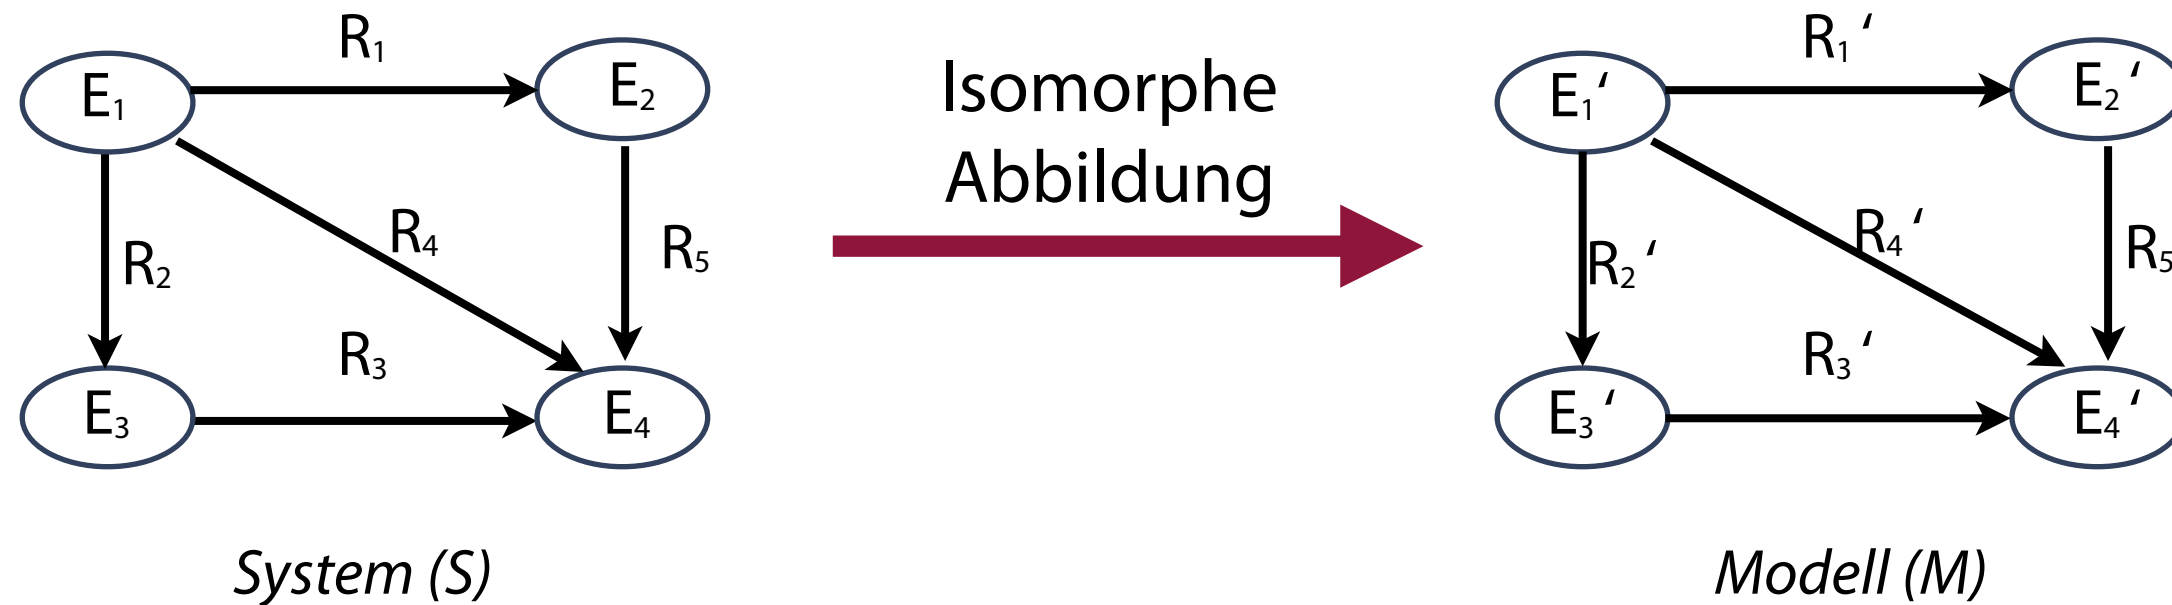 R₁
E₁
E₂
R₂
R₄
R₅
R₃
E₃
E₄
System (S)
Isomorphe
Abbildung
R₁‘
E₁‘
E₂‘
R₂‘
R₄‘
R₅
R₃‘
E₃‘
E₄‘
Modell (M)